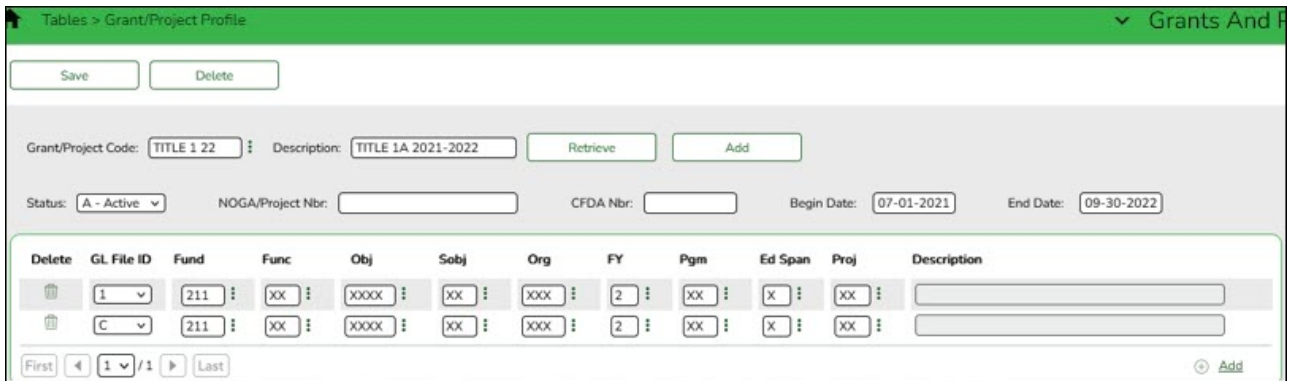 Tables > Grant/Project Profile Grants And
Save Delete
Grant/Project Code: TITLE 1 22 Description: TITLE 1A 2021-2022 Retrieve Add
Status: A - Active NOGA/Project Nbr: CFDA Nbr: Begin Date: 07-01-2021 End Date: 09-30-2022
Delete GL File ID Fund Func Obj Sobj Org FY Pgm Ed Span Proj Description
1 211 XX XXXX XX XXX 2 XX X XX
C 211 XX XXXX XX XXX 2 XX X XX
First 1 / 1 Last Add